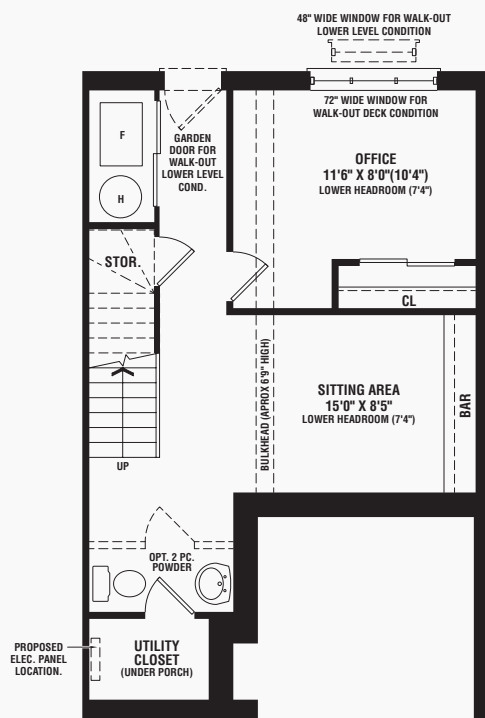 48" WIDE WINDOW FOR WALK-OUT
LOWER LEVEL CONDITION
72" WIDE WINDOW FOR
WALK-OUT DECK CONDITION
F
H
GARDEN
DOOR FOR
WALK-OUT
LOWER LEVEL
COND.
OFFICE
11'6" X 8'0"(10'4")
LOWER HEADROOM (7'4")
STOR.
CL
BULKHEAD (APROX 6'9" HIGH)
SITTING AREA
15'0" X 8'5"
LOWER HEADROOM (7'4")
BAR
UP
OPT. 2 PC.
POWDER
PROPOSED
ELEC. PANEL
LOCATION.
UTILITY
CLOSET
(UNDER PORCH)